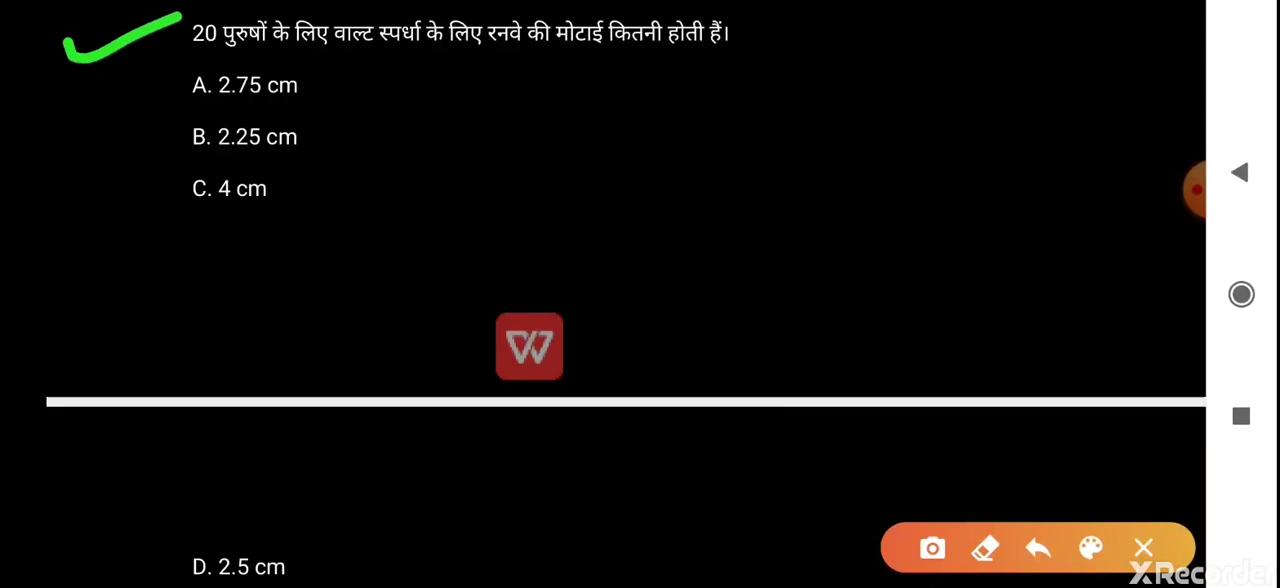 20 पुरुषों के लिए वाल्ट स्पर्धा के लिए रनवे की मोटाई कितनी होती हैं।
A. 2.75 cm
B. 2.25 cm
C. 4 cm
W
D. 2.5 cm
XRecorder